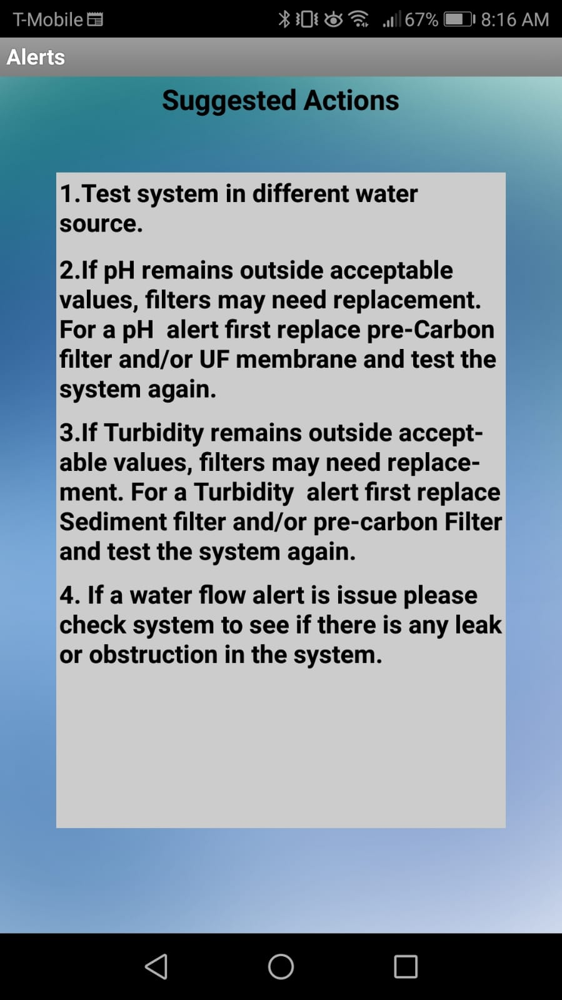 T-Mobile 67% 8:16 AM
Alerts
Suggested Actions
1.Test system in different water
source.
2.If pH remains outside acceptable
values, filters may need replacement.
For a pH  alert first replace pre-Carbon
filter and/or UF membrane and test the
system again.
3.If Turbidity remains outside accept-
able values, filters may need replace-
ment. For a Turbidity  alert first replace
Sediment filter and/or pre-carbon Filter
and test the system again.
4. If a water flow alert is issue please
check system to see if there is any leak
or obstruction in the system.